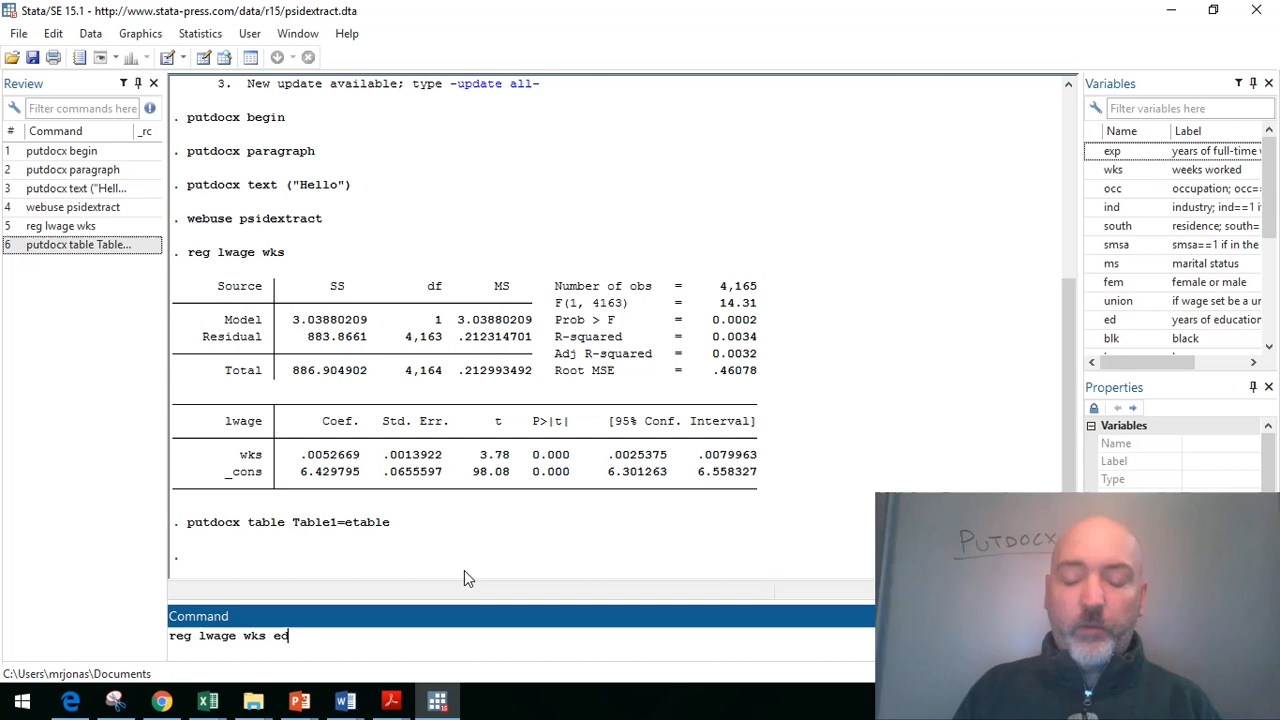 Stata/SE 15.1 - http://www.stata-press.com/data/r15/psidextract.dta
File Edit Data Graphics Statistics User Window Help
Review
Filter commands here
# Command _rc
1 putdocx begin
2 putdocx paragraph
3 putdocx text ("Hell...
4 webuse psidextract
5 reg lwage wks
6 putdocx table Table...
3. New update available; type -update all-
. putdocx begin
. putdocx paragraph
. putdocx text ("Hello")
. webuse psidextract
. reg lwage wks
Source SS df MS Number of obs = 4,165
F(1, 4163) = 14.31
Model 3.03880209 1 3.03880209 Prob > F = 0.0002
Residual 883.8661 4,163 .212314701 R-squared = 0.0034
Adj R-squared = 0.0032
Total 886.904902 4,164 .212993492 Root MSE = .46078
lwage Coef. Std. Err. t P>|t| [95% Conf. Interval]
wks .0052669 .0013922 3.78 0.000 .0025375 .0079963
_cons 6.429795 .0655597 98.08 0.000 6.301263 6.558327
. putdocx table Table1=etable
.
Command
reg lwage wks ed
C:\Users\mrjonas\Documents
Variables
Filter variables here
Name Label
exp years of full-time
wks weeks worked
occ occupation; occ==
ind industry; ind==1 i
south residence; south=
smsa smsa==1 if in the
ms marital status
fem female or male
union if wage set be a u
ed years of education
blk black
Properties
Variables
Name
Label
Type
PUTDOCX